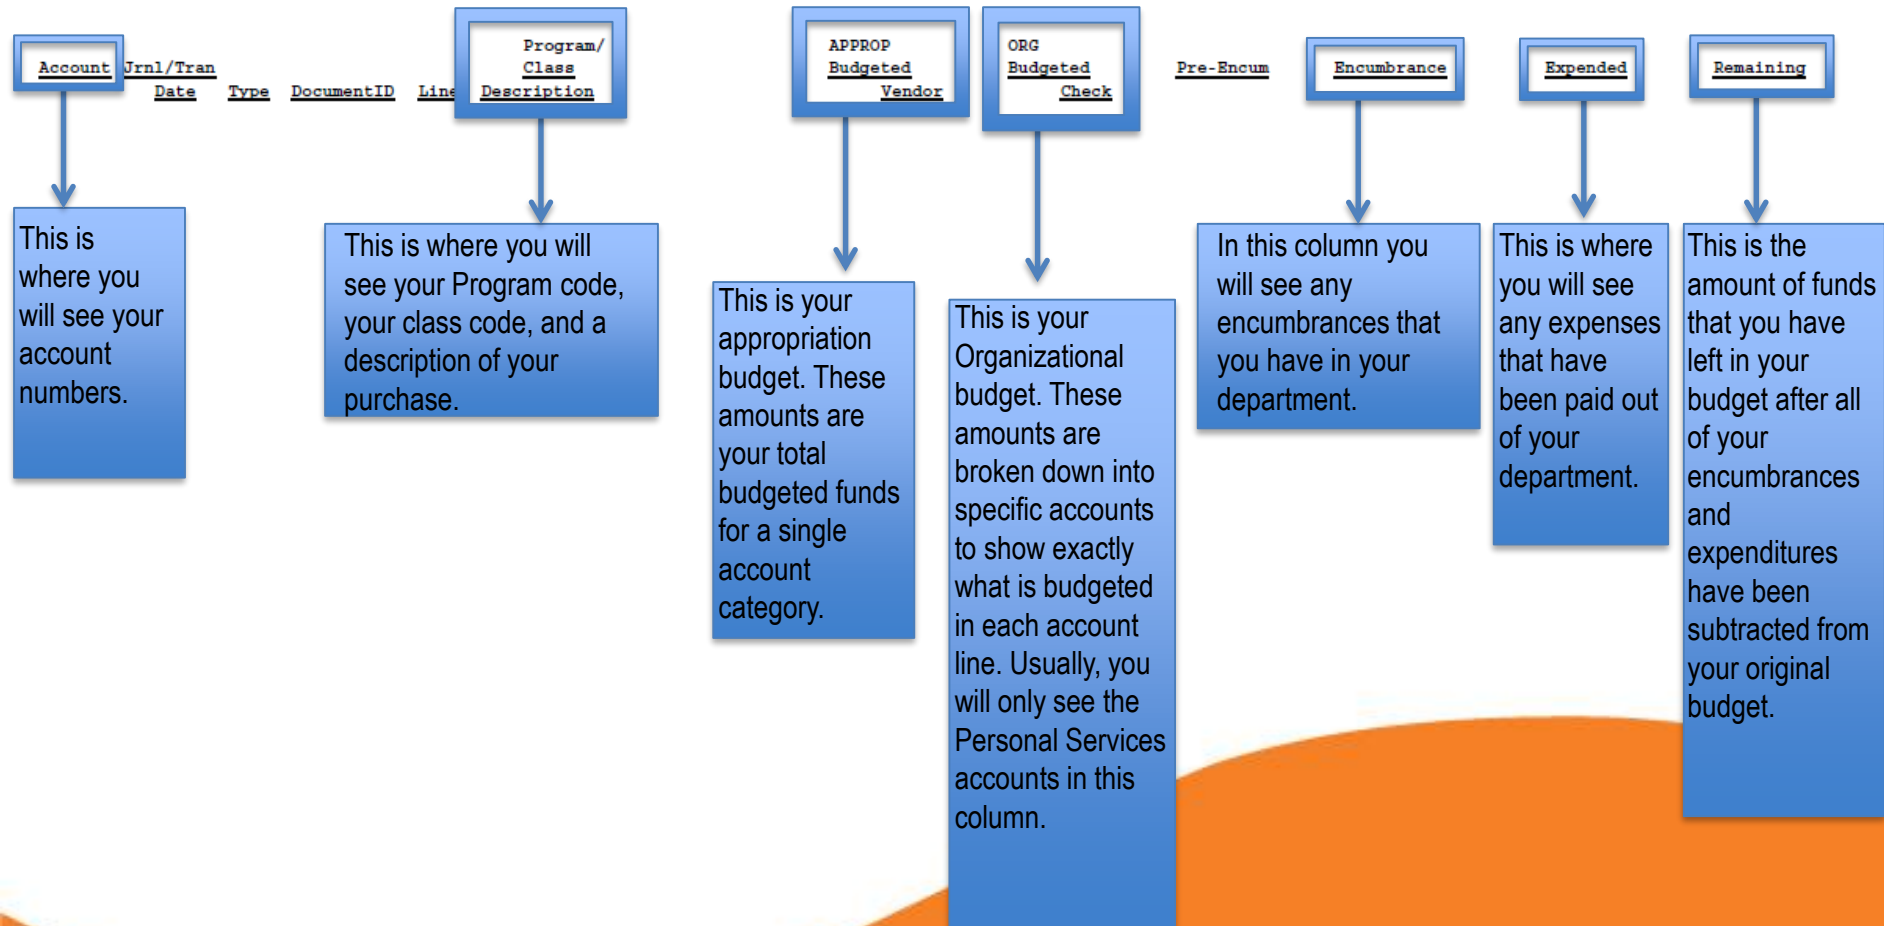 Program/ APPROP ORG
Account Jrnl/Tran Class Budgeted Budgeted Pre-Encum Encumbrance Expended Remaining
Date Type DocumentID Line Description Vendor Check
This is
where you
will see your
account
numbers.
This is where you will
see your Program code,
your class code, and a
description of your
purchase.
This is your
appropriation
budget. These
amounts are
your total
budgeted funds
for a single
account
category.
This is your
Organizational
budget. These
amounts are
broken down into
specific accounts
to show exactly
what is budgeted
in each account
line. Usually, you
will only see the
Personal Services
accounts in this
column.
In this column you
will see any
encumbrances that
you have in your
department.
This is where
you will see
any expenses
that have
been paid out
of your
department.
This is the
amount of funds
that you have
left in your
budget after all
of your
encumbrances
and
expenditures
have been
subtracted from
your original
budget.